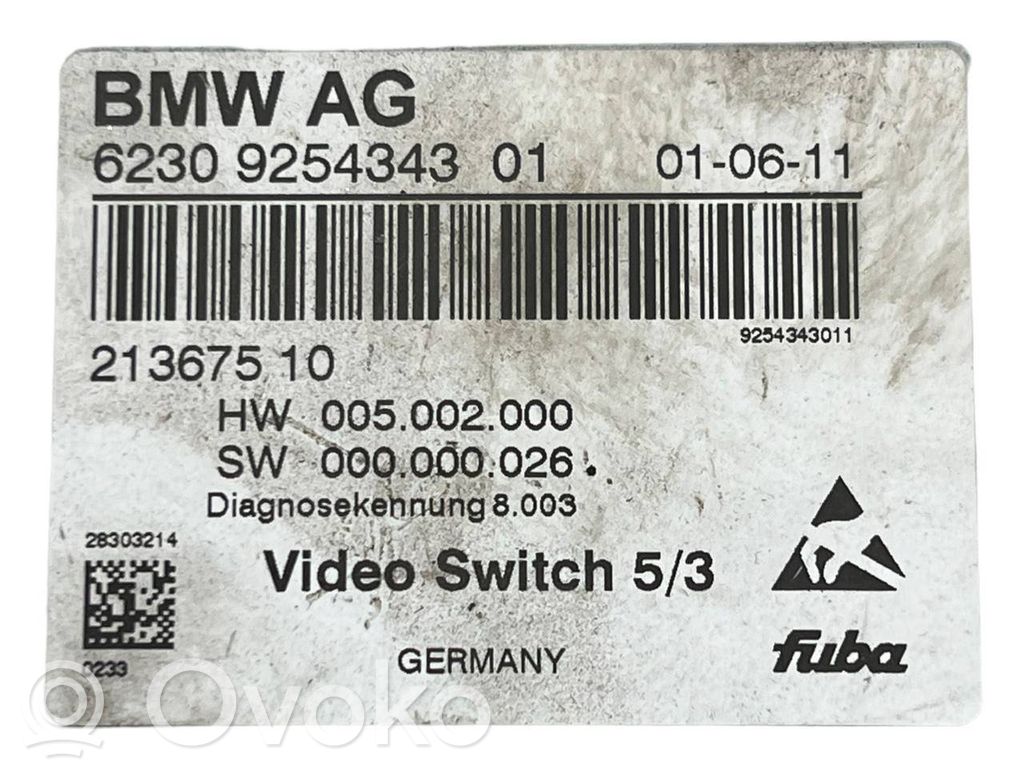 BMW AG
6230 9254343 01 01-06-11
9254343011
213675 10
HW 005.002.000
SW 000.000.026.
Diagnosekennung 8.003
28303214
Video Switch 5/3
0233
GERMANY
fuba
Ovoko